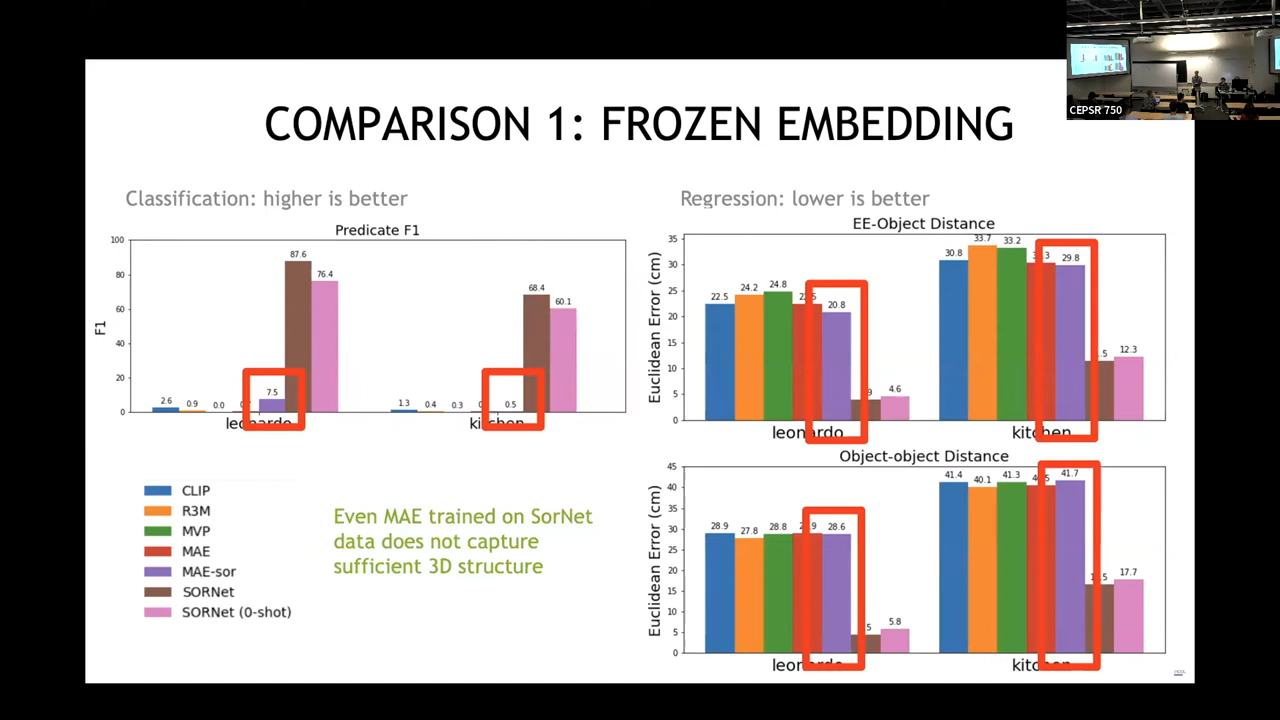 CEPSR 750
COMPARISON 1: FROZEN EMBEDDING
Classification: higher is better
Predicate F1
F1
100
80
60
40
20
0
2.6
0.9
0.0
7.5
87.6
76.4
1.3
0.4
0.3
0.5
68.4
60.1
leonardo
kitchen
CLIP
R3M
MVP
MAE
MAE-sor
SORNet
SORNet (0-shot)
Even MAE trained on SorNet
data does not capture
sufficient 3D structure
Regression: lower is better
EE-Object Distance
Euclidean Error (cm)
35
30
25
20
15
10
5
0
22.5
24.2
24.8
20.8
4.6
30.8
33.7
33.2
29.8
12.3
leonardo
kitchen
Object-object Distance
Euclidean Error (cm)
45
40
35
30
25
20
15
10
5
0
28.9
27.8
28.8
28.6
5.8
41.4
40.1
41.3
41.7
17.7
leonardo
kitchen